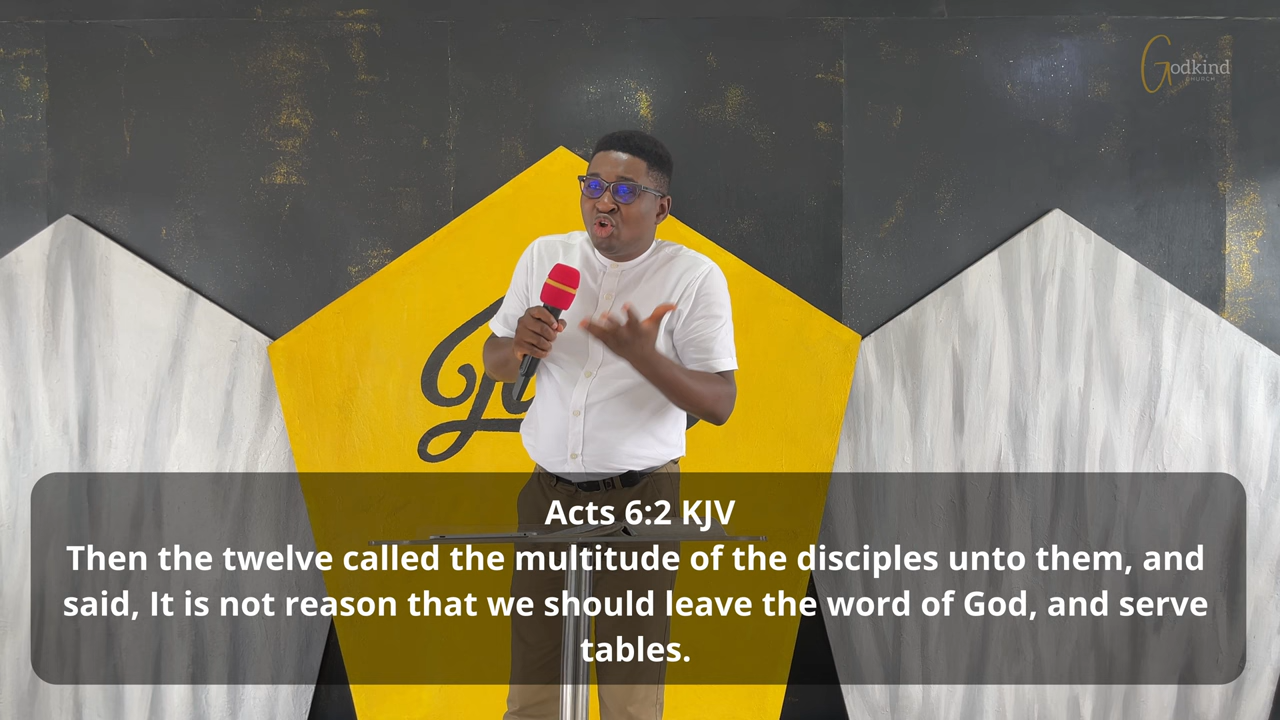 Godkind
CHURCH
Acts 6:2 KJV
Then the twelve called the multitude of the disciples unto them, and
said, It is not reason that we should leave the word of God, and serve
tables.